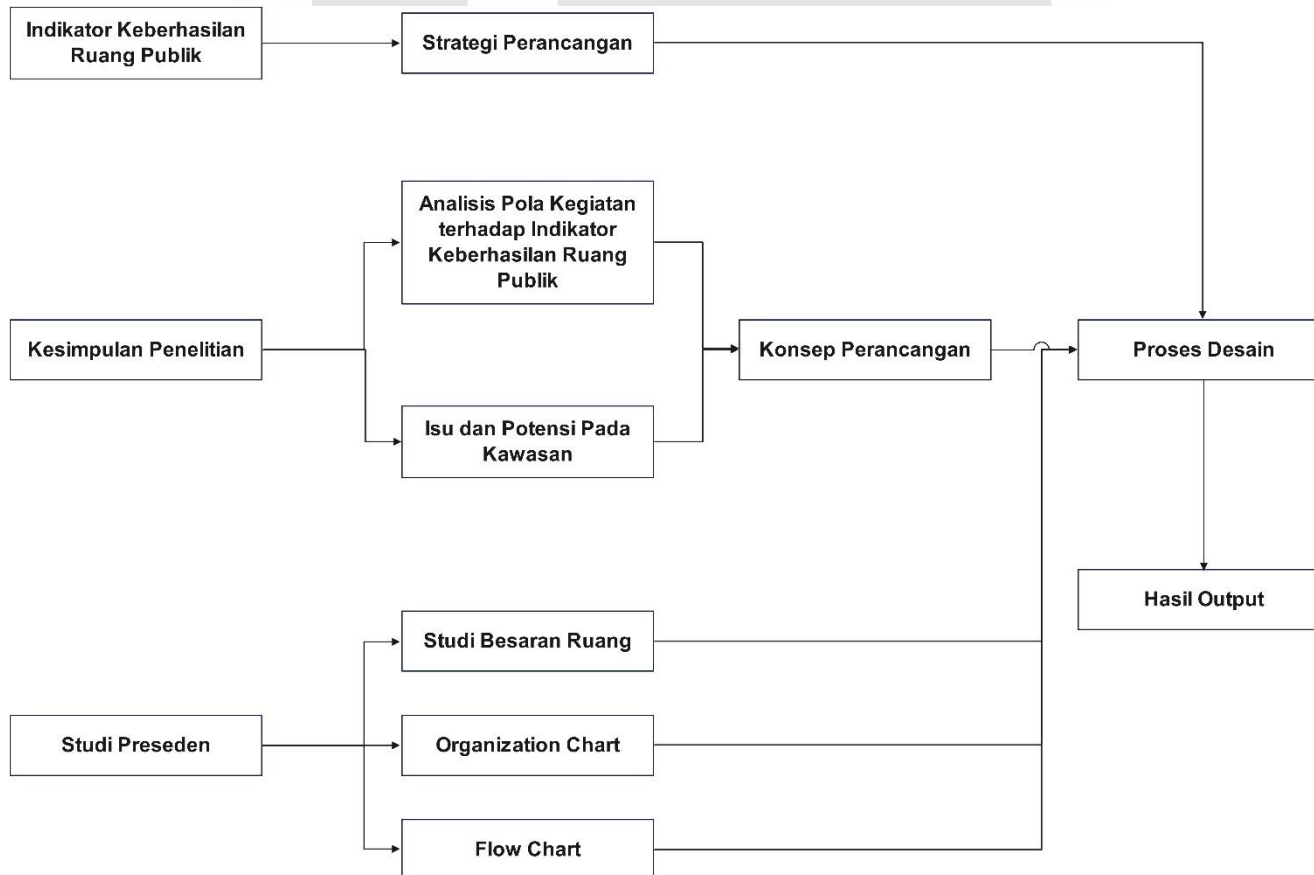 Indikator Keberhasilan
Ruang Publik
Strategi Perancangan
Analisis Pola Kegiatan
terhadap Indikator
Keberhasilan Ruang
Publik
Kesimpulan Penelitian
Konsep Perancangan
Proses Desain
Isu dan Potensi Pada
Kawasan
Hasil Output
Studi Besaran Ruang
Studi Preseden
Organization Chart
Flow Chart